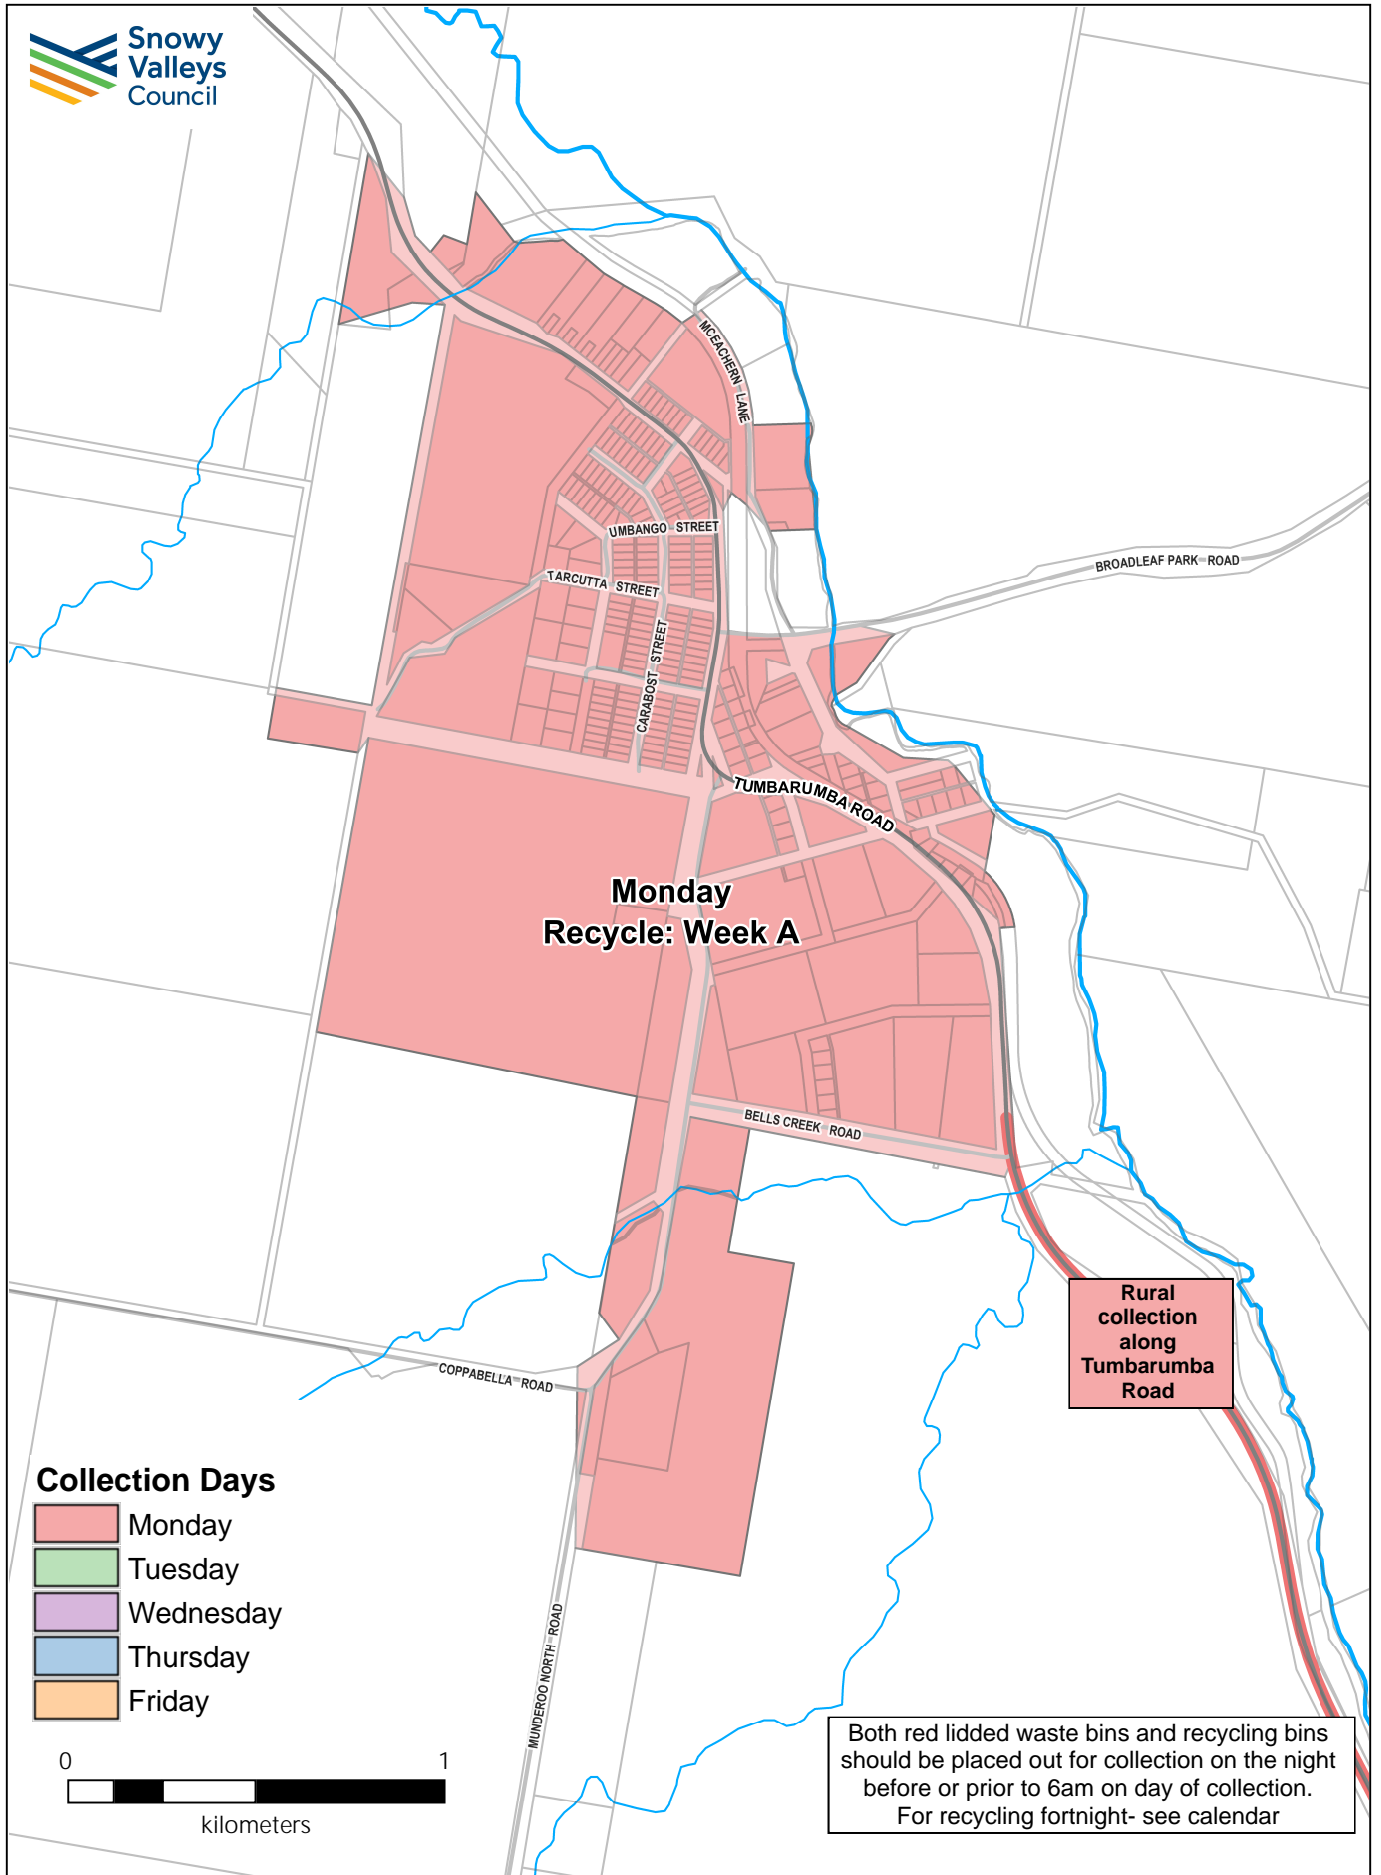 Snowy
Valleys
Council
MCEACHERN LANE
UMBANGO STREET
BROADLEAF PARK ROAD
TARCUTTA STREET
CARABOST STREET
TUMBARUMBA ROAD
Monday
Recycle: Week A
BELLS CREEK ROAD
Rural
collection
along
Tumbarumba
Road
COPPABELLA ROAD
MUNDEROO NORTH ROAD
Collection Days
Monday
Tuesday
Wednesday
Thursday
Friday
0 1
kilometers
Both red lidded waste bins and recycling bins
should be placed out for collection on the night
before or prior to 6am on day of collection.
For recycling fortnight- see calendar